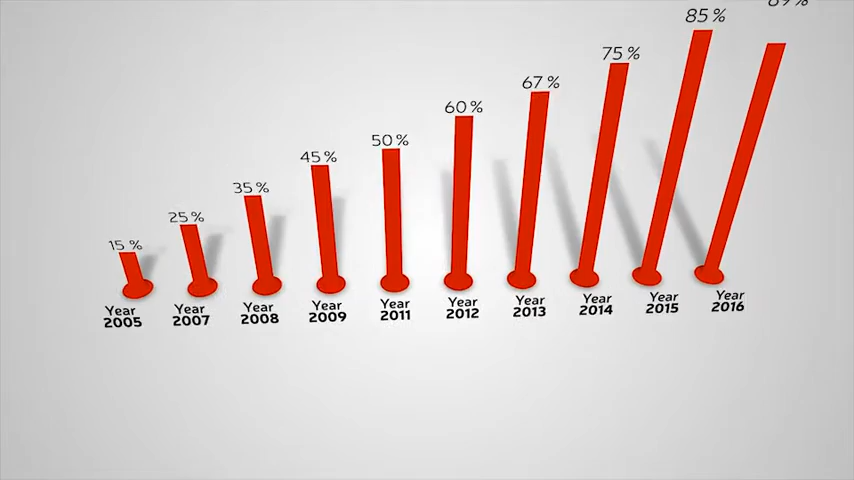 85 %
75 %
67 %
60 %
50 %
45 %
35 %
25 %
15 %
Year
2005
Year
2007
Year
2008
Year
2009
Year
2011
Year
2012
Year
2013
Year
2014
Year
2015
Year
2016